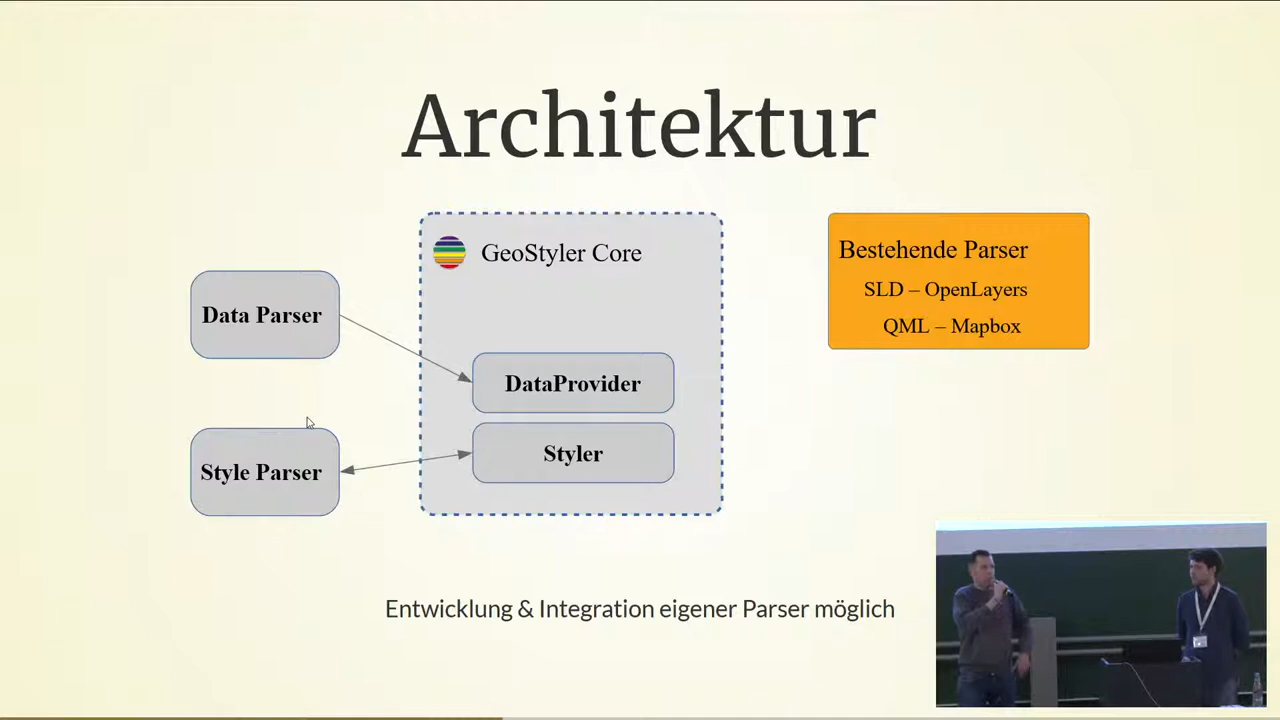 Architektur
GeoStyler Core
Data Parser
DataProvider
Style Parser
Styler
Bestehende Parser
SLD – OpenLayers
QML – Mapbox
Entwicklung & Integration eigener Parser möglich